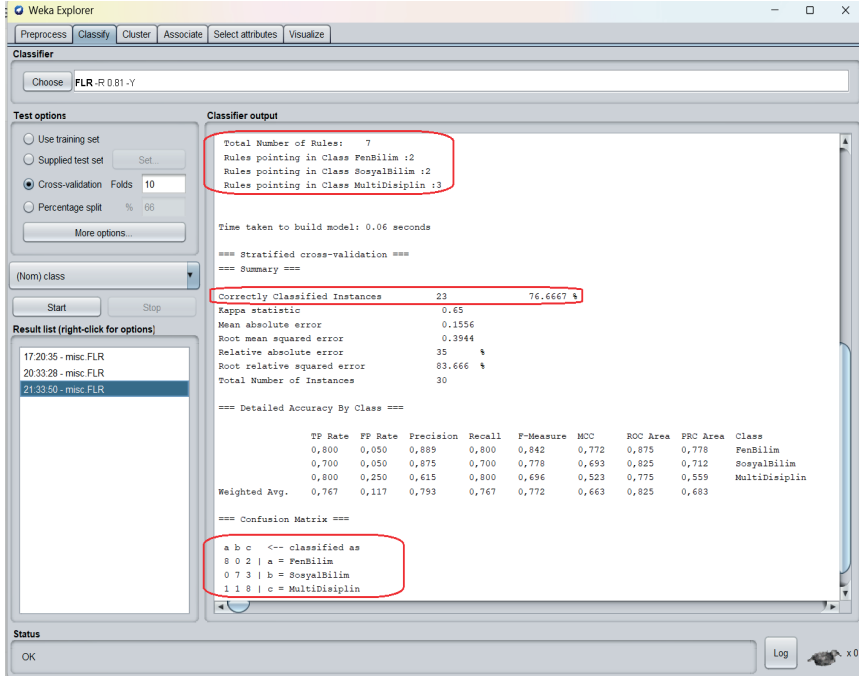 Weka Explorer
Preprocess Classify Cluster Associate Select attributes Visualize
Classifier
Choose FLR -R 0.81 -Y
Test options
Use training set
Supplied test set Set...
Cross-validation Folds 10
Percentage split % 66
More options...
(Nom) class
Start Stop
Result list (right-click for options)
17:20:35 - misc.FLR
20:33:28 - misc.FLR
21:33:50 - misc.FLR
Classifier output
Total Number of Rules: 7
Rules pointing in Class FenBilim :2
Rules pointing in Class SosyalBilim :2
Rules pointing in Class MultiDisiplin :3
Time taken to build model: 0.06 seconds
=== Stratified cross-validation ===
=== Summary ===
Correctly Classified Instances 23 76.6667 %
Kappa statistic 0.65
Mean absolute error 0.1556
Root mean squared error 0.3944
Relative absolute error 35 %
Root relative squared error 83.666 %
Total Number of Instances 30
=== Detailed Accuracy By Class ===
TP Rate FP Rate Precision Recall F-Measure MCC ROC Area PRC Area Class
0,800 0,050 0,889 0,800 0,842 0,772 0,875 0,778 FenBilim
0,700 0,050 0,875 0,700 0,778 0,693 0,825 0,712 SosyalBilim
0,800 0,250 0,615 0,800 0,696 0,523 0,775 0,559 MultiDisiplin
Weighted Avg. 0,767 0,117 0,793 0,767 0,772 0,663 0,825 0,683
=== Confusion Matrix ===
a b c <-- classified as
8 0 2 | a = FenBilim
0 7 3 | b = SosyalBilim
1 1 8 | c = MultiDisiplin
Status
OK
Log
x 0